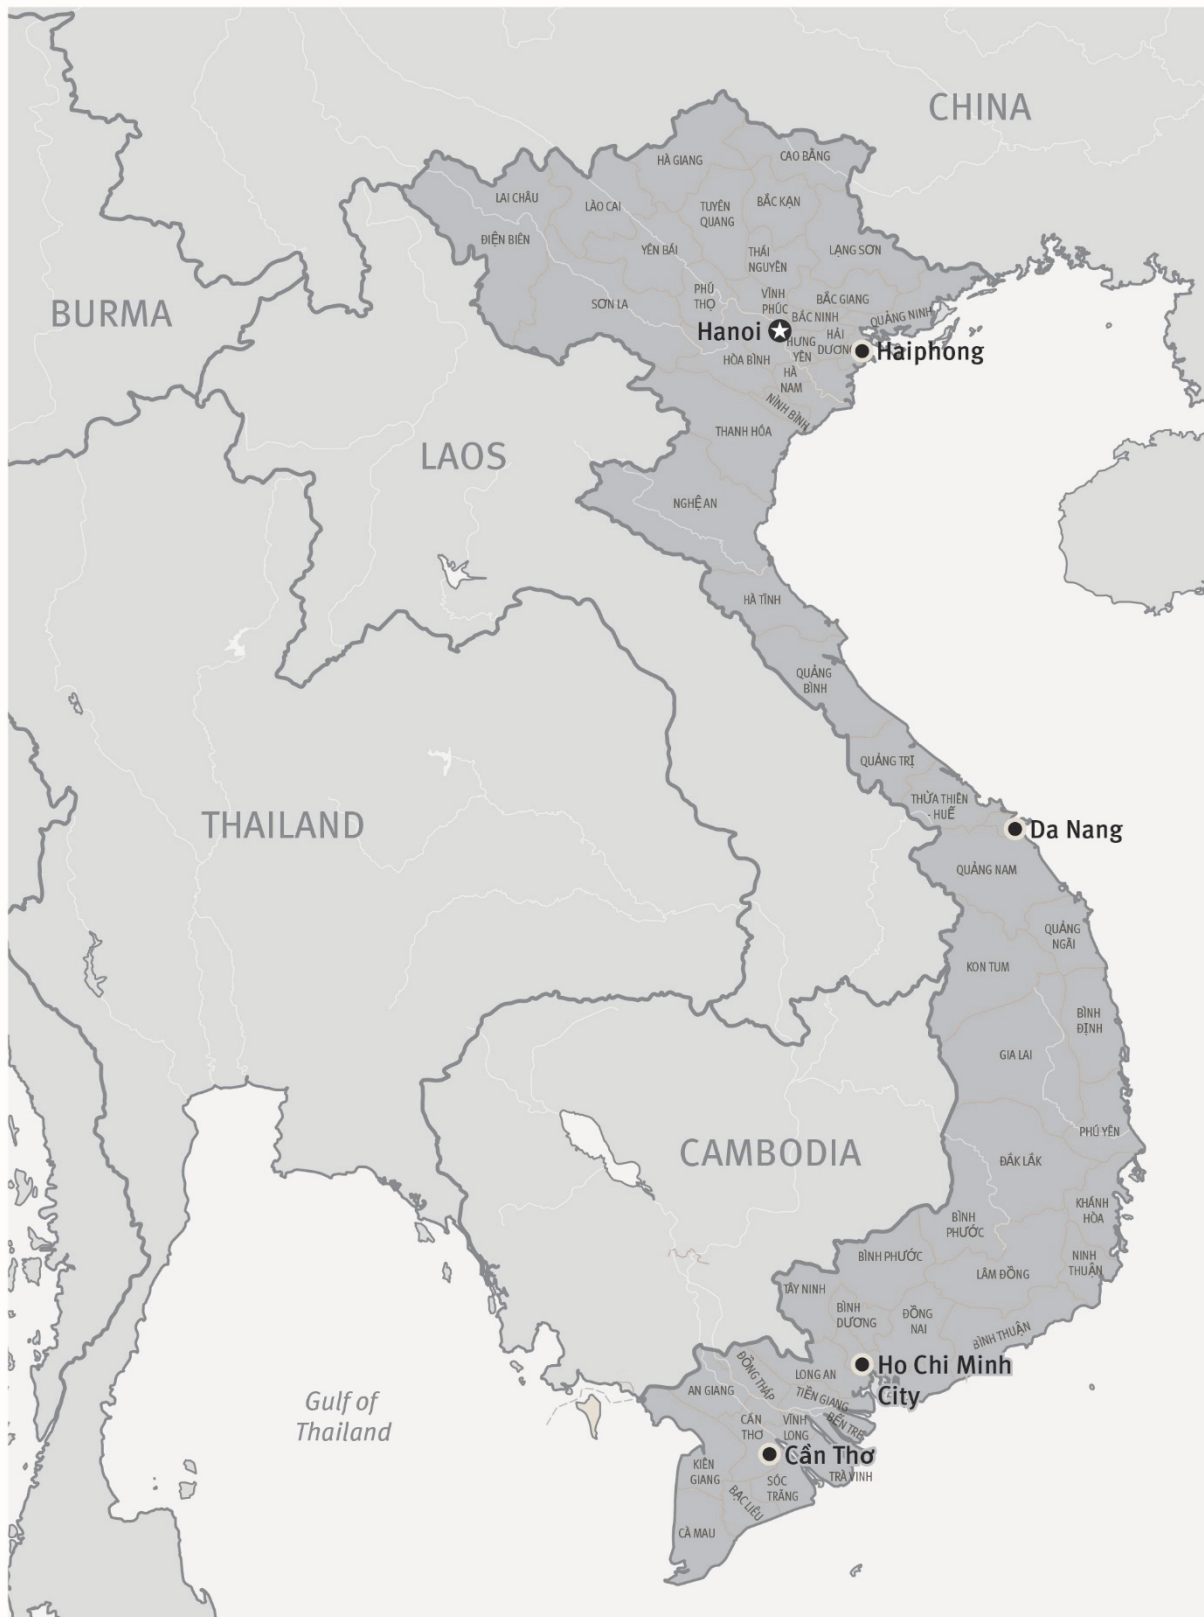 CHINA
HÀ GIANG
CAO BẰNG
LAI CHÂU
LÀO CAI
TUYÊN
QUANG
BẮC KẠN
ĐIỆN BIÊN
YÊN BÁI
THÁI
NGUYÊN
LẠNG SƠN
BURMA
SƠN LA
PHÚ
THỌ
VĨNH
PHÚC
BẮC GIANG
BẮC NINH
QUẢNG NINH
Hanoi
HƯNG
YÊN
HẢI
DƯƠNG
Haiphong
HÒA BÌNH
HÀ
NAM
NINH BÌNH
THANH HÓA
LAOS
NGHỆ AN
HÀ TĨNH
QUẢNG
BÌNH
QUẢNG TRỊ
THỪA THIÊN
- HUẾ
THAILAND
Da Nang
QUẢNG NAM
QUẢNG
NGÃI
KON TUM
BÌNH
ĐỊNH
GIA LAI
PHÚ YÊN
CAMBODIA
ĐẮK LẮK
KHÁNH
HÒA
BÌNH
PHƯỚC
BÌNH PHƯỚC
NINH
THUẬN
LÂM ĐỒNG
TÂY NINH
BÌNH
DƯƠNG
ĐỒNG
NAI
BÌNH THUẬN
Ho Chi Minh
City
ĐỒNG THÁP
LONG AN
AN GIANG
TIỀN GIANG
Gulf of
Thailand
CẦN
THƠ
VĨNH
LONG
BẾN TRE
Cần Thơ
KIÊN
GIANG
SÓC
TRĂNG
TRÀ VINH
BẠC LIÊU
CÀ MAU